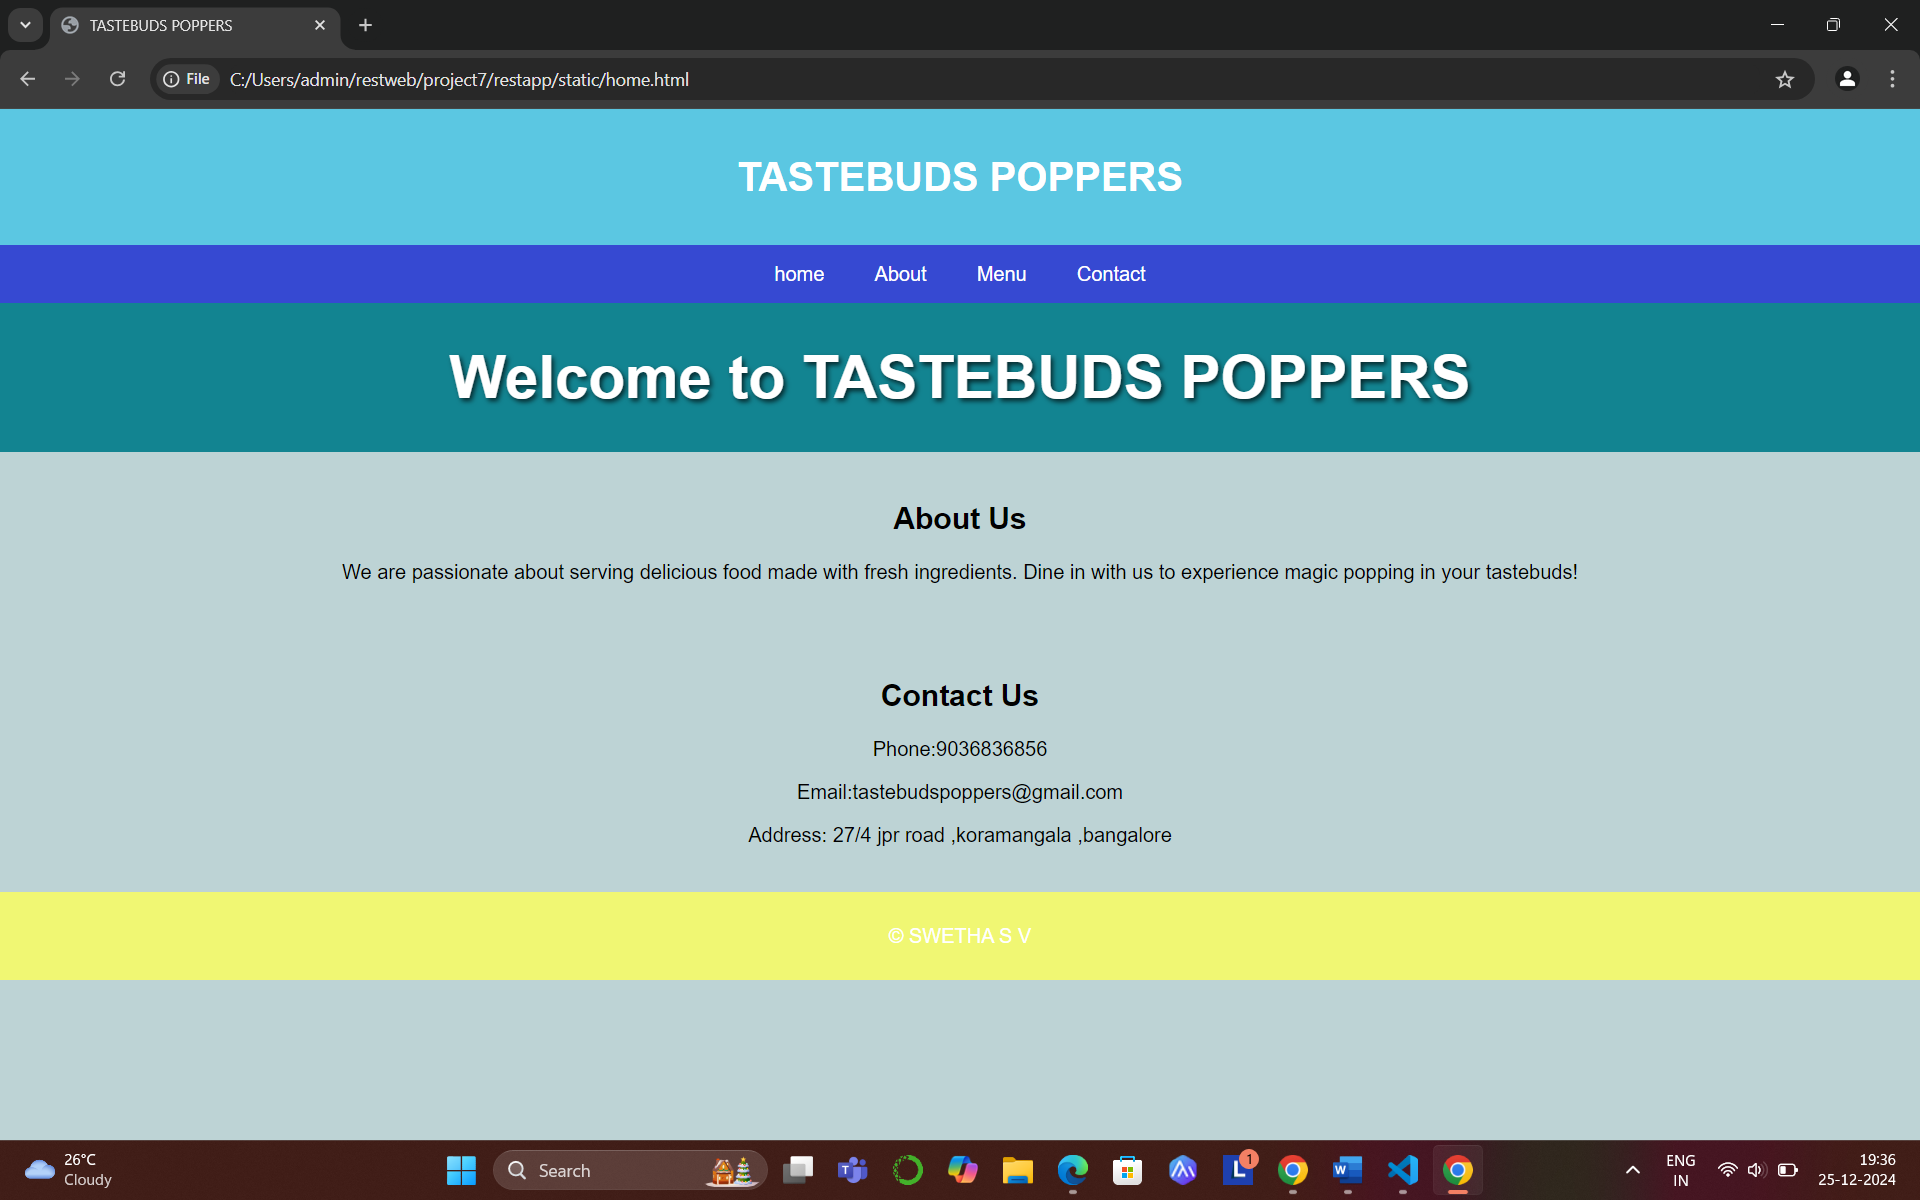 TASTEBUDS POPPERS
File
C:/Users/admin/restweb/project7/restapp/static/home.html
TASTEBUDS POPPERS
home About Menu Contact
Welcome to TASTEBUDS POPPERS
About Us
We are passionate about serving delicious food made with fresh ingredients. Dine in with us to experience magic popping in your tastebuds!
Contact Us
Phone:9036836856
Email:tastebudspoppers@gmail.com
Address: 27/4 jpr road ,koramangala ,bangalore
© SWETHA S V
26°C
Cloudy
Search
T
L
1
W
ENG
IN
19:36
25-12-2024